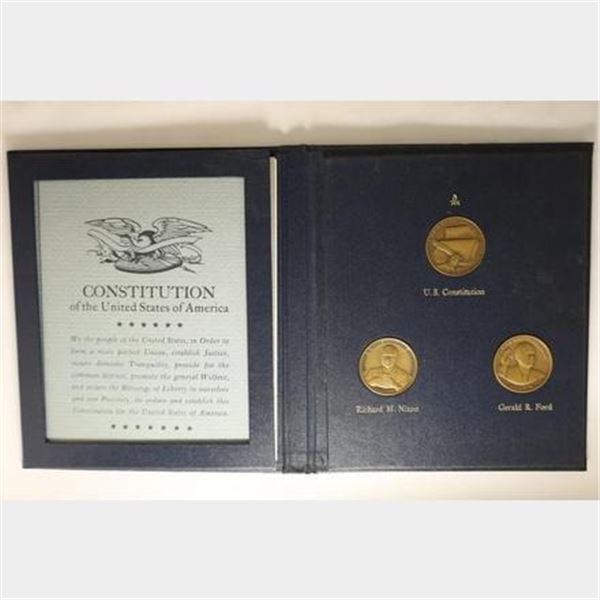 CONSTITUTION
of the United States of America
We the people of the United States, in Order to
form a more perfect Union, establish Justice,
insure domestic Tranquility, provide for the
common defence, promote the general Welfare,
and secure the Blessings of Liberty to ourselves
and our Posterity, do ordain and establish this
Constitution for the United States of America.
U.S. Constitution
Richard M. Nixon
Gerald R. Ford